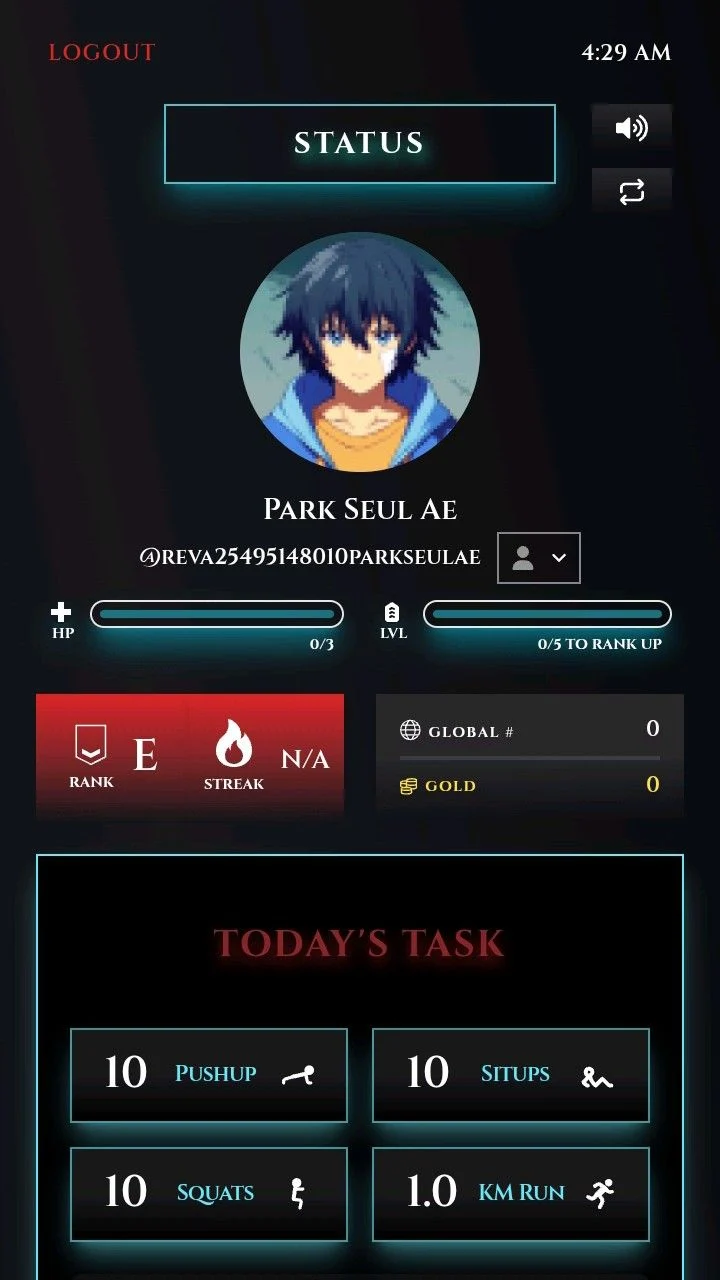 LOGOUT 4:29 AM
STATUS
PARK SEUL AE
@REVA25495148010PARKSEULAE
HP 0/3
LVL 0/5 TO RANK UP
RANK E STREAK N/A
GLOBAL # 0
GOLD 0
TODAY'S TASK
10 PUSHUP
10 SITUPS
10 SQUATS
1.0 KM RUN